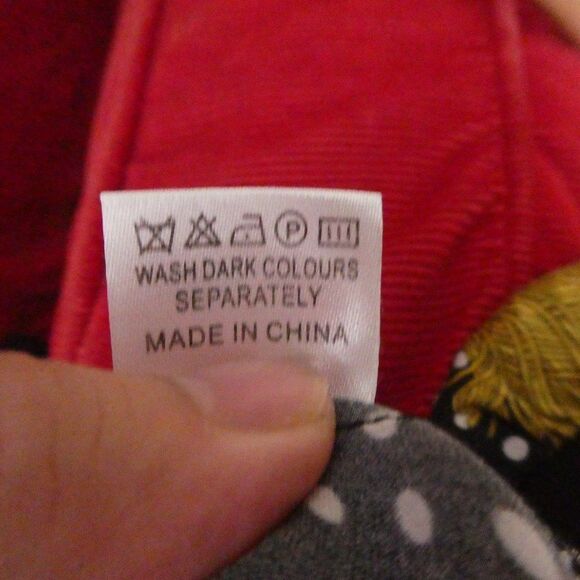 P
WASH DARK COLOURS
SEPARATELY
MADE IN CHINA